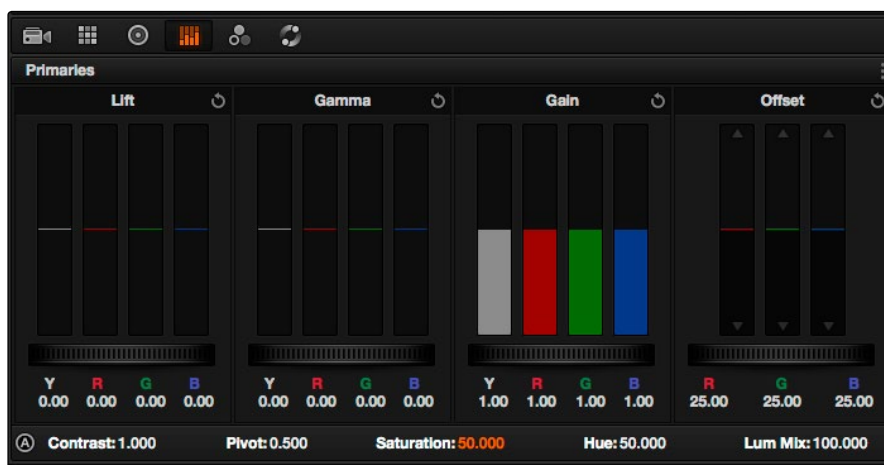 Primaries
Lift Gamma Gain Offset
Y R G B Y R G B Y R G B R G B
0.00 0.00 0.00 0.00 0.00 0.00 0.00 0.00 1.00 1.00 1.00 1.00 25.00 25.00 25.00
A Contrast: 1.000 Pivot: 0.500 Saturation: 50.000 Hue: 50.000 Lum Mix: 100.000